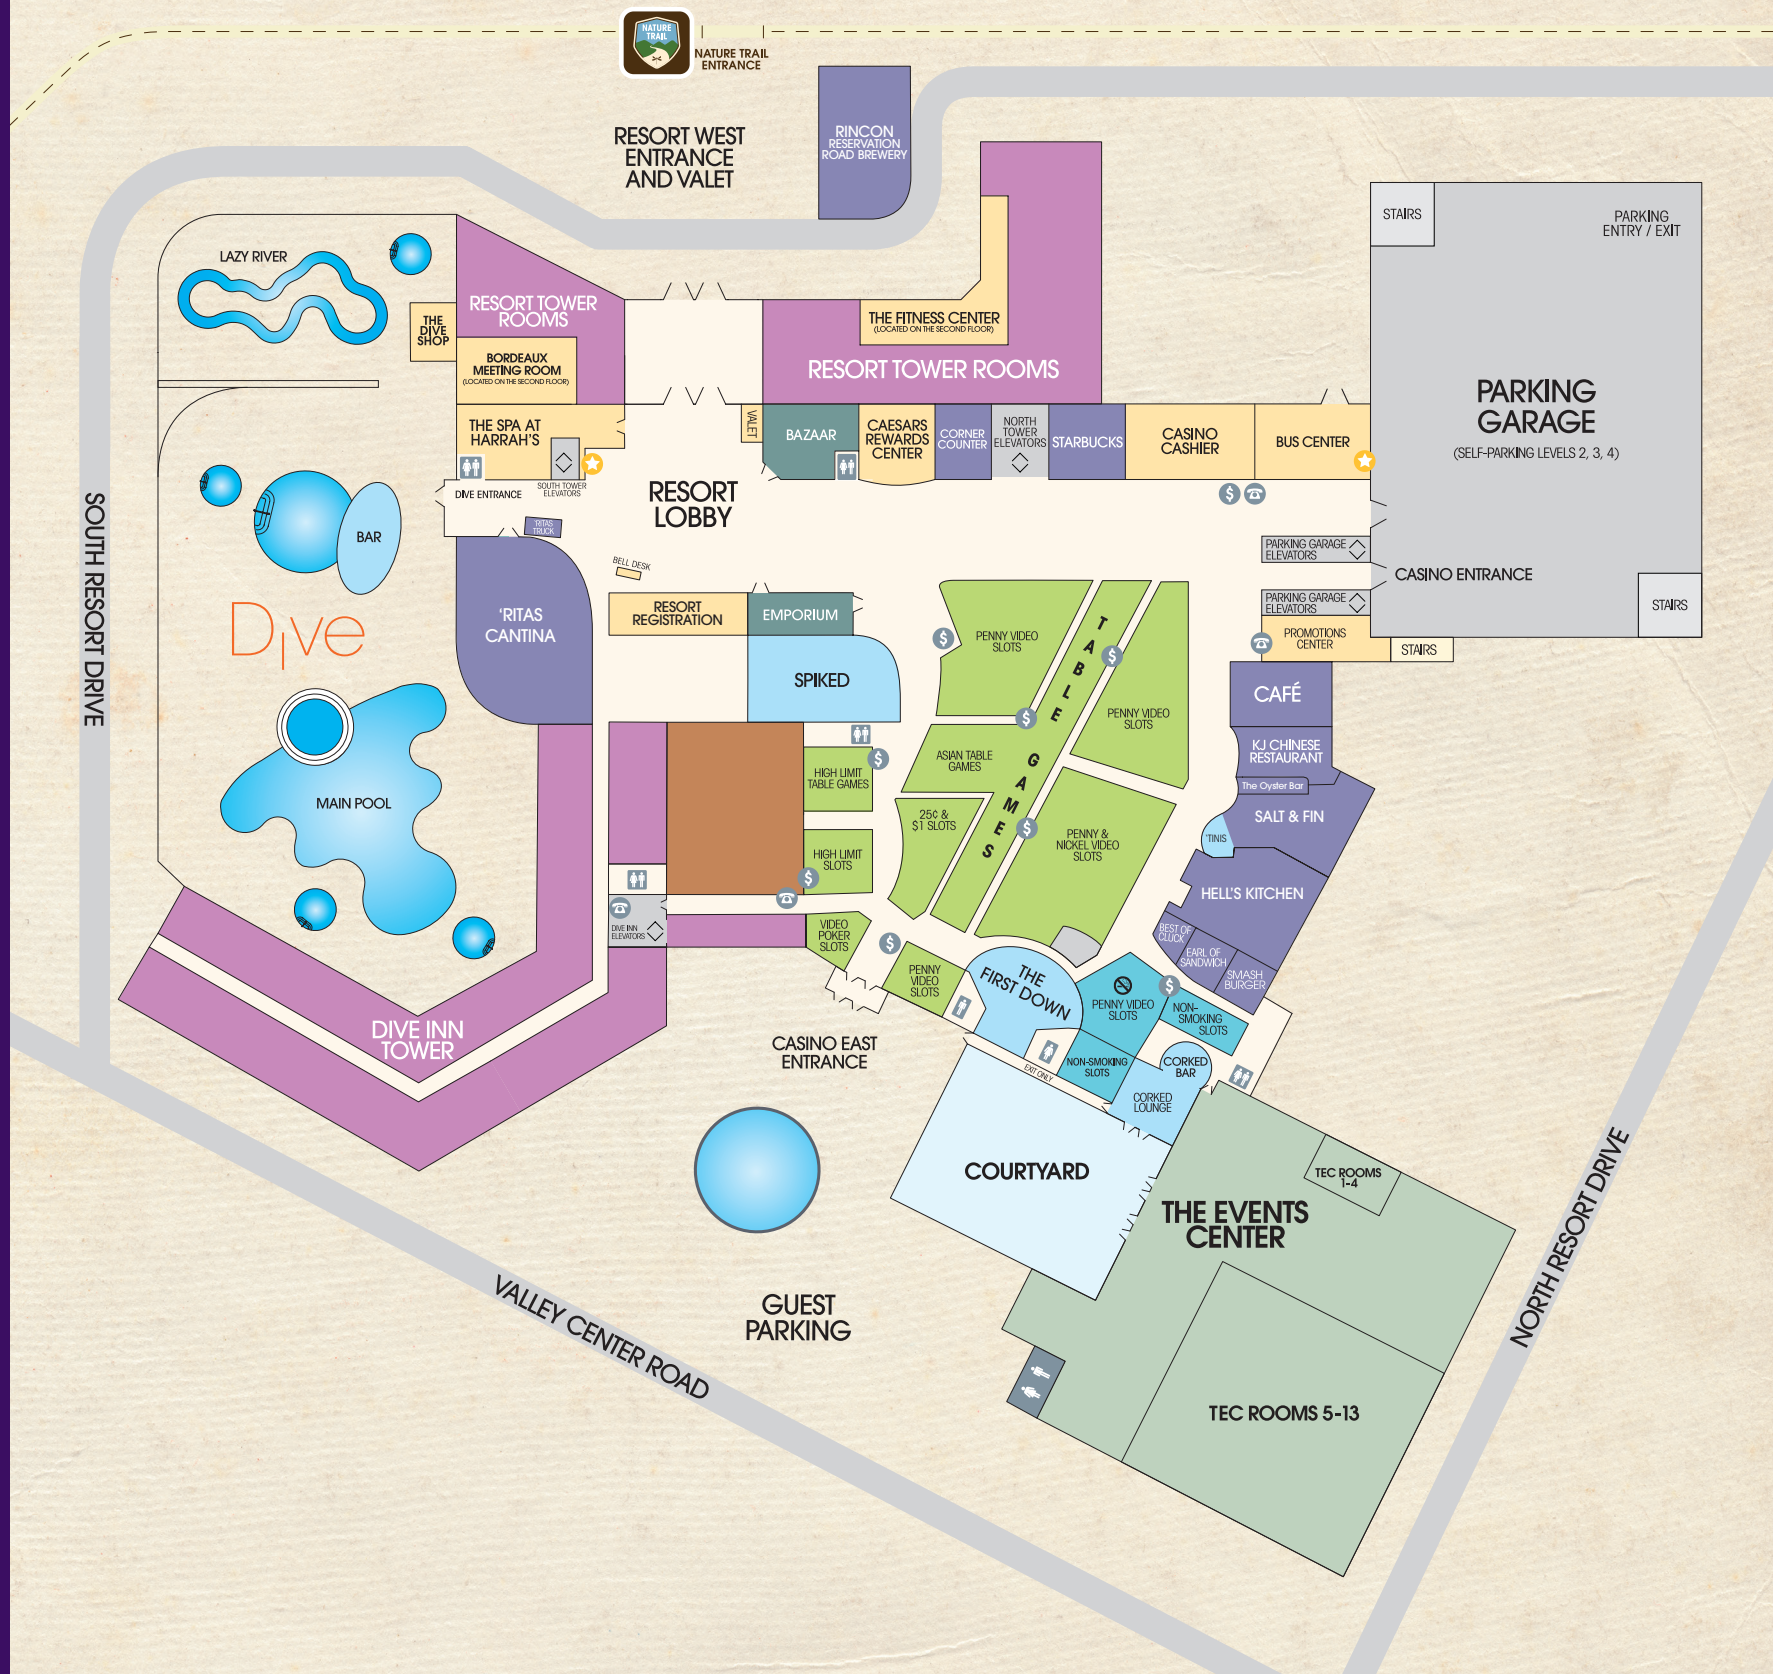 NATURE
TRAIL
NATURE TRAIL
ENTRANCE
RESORT WEST
ENTRANCE
AND VALET
RINCON
RESERVATION
ROAD BREWERY
STAIRS
PARKING
ENTRY / EXIT
LAZY RIVER
THE
DIVE
SHOP
RESORT TOWER
ROOMS
BORDEAUX
MEETING ROOM
(LOCATED ON THE SECOND FLOOR)
THE FITNESS CENTER
(LOCATED ON THE SECOND FLOOR)
RESORT TOWER ROOMS
PARKING
GARAGE
(SELF-PARKING LEVELS 2, 3, 4)
THE SPA AT
HARRAH'S
VALET
BAZAAR
CAESARS
REWARDS
CENTER
CORNER
COUNTER
NORTH
TOWER
ELEVATORS
STARBUCKS
CASINO
CASHIER
BUS CENTER
DIVE ENTRANCE
SOUTH TOWER
ELEVATORS
RESORT
LOBBY
'RITAS
TRUCK
BAR
SOUTH RESORT DRIVE
BELL DESK
PARKING GARAGE
ELEVATORS
CASINO ENTRANCE
PARKING GARAGE
ELEVATORS
STAIRS
Dive
'RITAS
CANTINA
RESORT
REGISTRATION
EMPORIUM
PENNY VIDEO
SLOTS
TABLE GAMES
PROMOTIONS
CENTER
STAIRS
SPIKED
CAFÉ
PENNY VIDEO
SLOTS
KJ CHINESE
RESTAURANT
ASIAN TABLE
GAMES
HIGH LIMIT
TABLE GAMES
The Oyster Bar
MAIN POOL
25¢ &
$1 SLOTS
SALT & FIN
'TINIS
PENNY &
NICKEL VIDEO
SLOTS
HIGH LIMIT
SLOTS
HELL'S KITCHEN
DIVE INN
ELEVATORS
VIDEO
POKER
SLOTS
BEST OF
CLUCK
EARL OF
SANDWICH
SMASH
BURGER
PENNY
VIDEO
SLOTS
THE
FIRST DOWN
PENNY VIDEO
SLOTS
NON-
SMOKING
SLOTS
DIVE INN
TOWER
CASINO EAST
ENTRANCE
EXIT ONLY
NON-SMOKING
SLOTS
CORKED
BAR
CORKED
LOUNGE
COURTYARD
TEC ROOMS
1-4
THE EVENTS
CENTER
NORTH RESORT DRIVE
GUEST
PARKING
VALLEY CENTER ROAD
TEC ROOMS 5-13